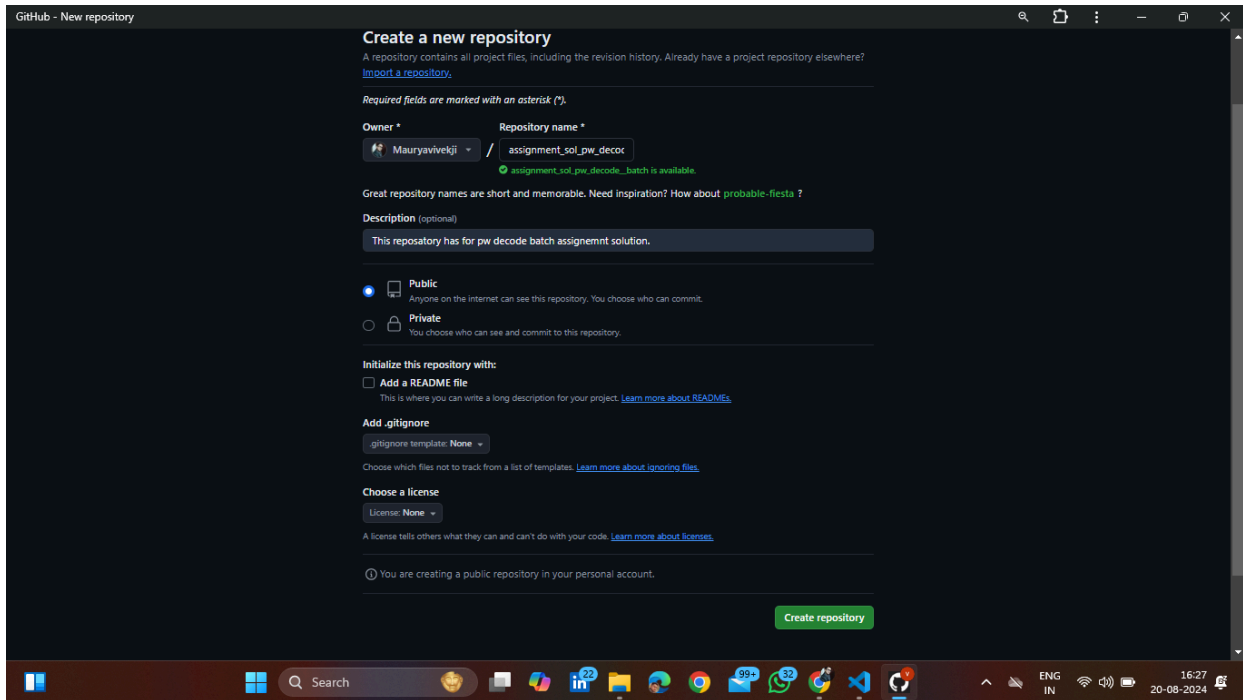 GitHub - New repository
Create a new repository
A repository contains all project files, including the revision history. Already have a project repository elsewhere?
Import a repository.
Required fields are marked with an asterisk (*).
Owner * Repository name *
Mauryavivekji / assignment_sol_pw_decoc
assignment_sol_pw_decode__batch is available.
Great repository names are short and memorable. Need inspiration? How about probable-fiesta ?
Description (optional)
This reposatory has for pw decode batch assignemnt solution.
Public
Anyone on the internet can see this repository. You choose who can commit.
Private
You choose who can see and commit to this repository.
Initialize this repository with:
Add a README file
This is where you can write a long description for your project. Learn more about READMEs.
Add .gitignore
.gitignore template: None
Choose which files not to track from a list of templates. Learn more about ignoring files.
Choose a license
License: None
A license tells others what they can and can't do with your code. Learn more about licenses.
You are creating a public repository in your personal account.
Create repository
Search
22
99+
32
ENG
IN
16:27
20-08-2024